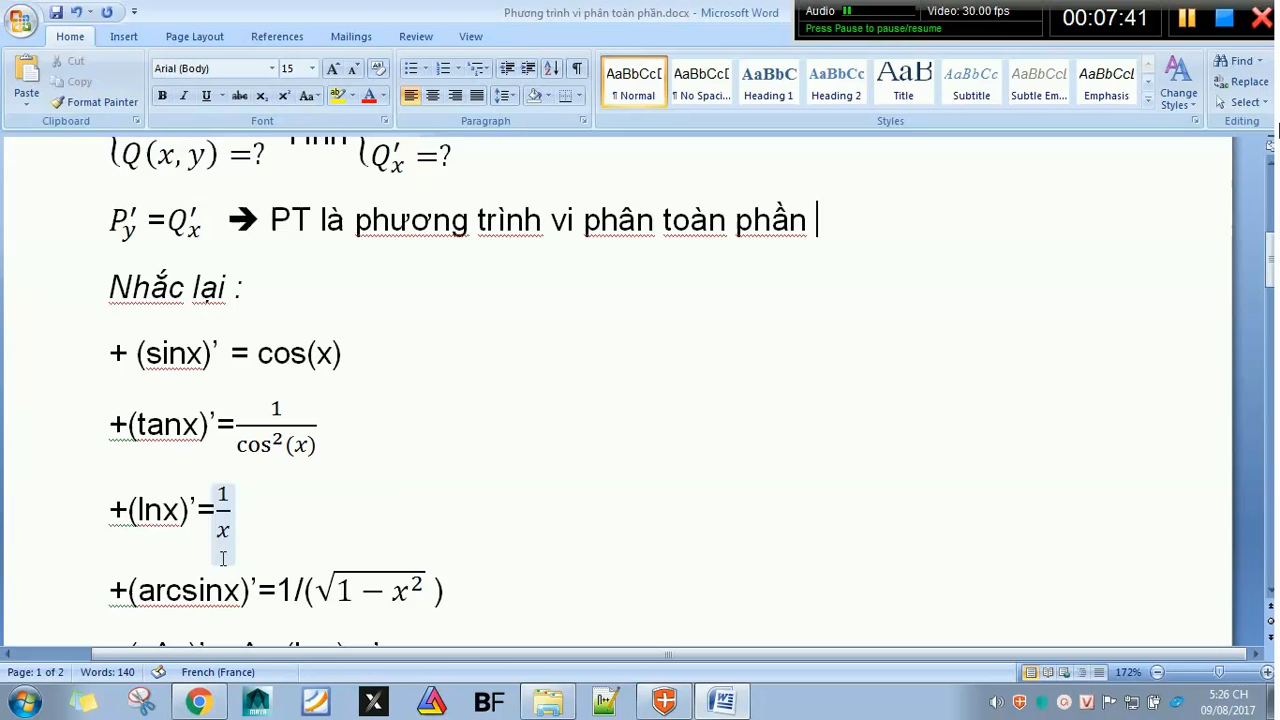 Phương trình vi phân toàn phần.docx - Microsoft Word
Audio
Video: 30.00 fps
Press Pause to pause/resume
00:07:41
Home
Insert
References
Mailings
Review
View
Cut
Copy
Format Painter
Paste
Clipboard
Arial (Body)
15
Font
Paragraph
AaBbCcD
¶ Normal
AaBbCcD
¶ No Spaci...
AaBbC
Heading 1
AaBbCc
Heading 2
AaB
Title
AaBbCc
Subtitle
AaBbCcI
Subtle Em...
AaBbCcl
Emphasis
Styles
Change
Styles
Find
Replace
Select
Editing
Q(x, y) =? Tính Q′ₓ =?
P′ᵧ =Q′ₓ ➔ PT là phương trình vi phân toàn phần
Nhắc lại :
+ (sinx)’ = cos(x)
+(tanx)’= 1/cos²(x)
+(lnx)’= 1/x
+(arcsinx)’=1/(√1 − x² )
Page: 1 of 2
Words: 140
French (France)
172%
BF
5:26 CH
09/08/2017